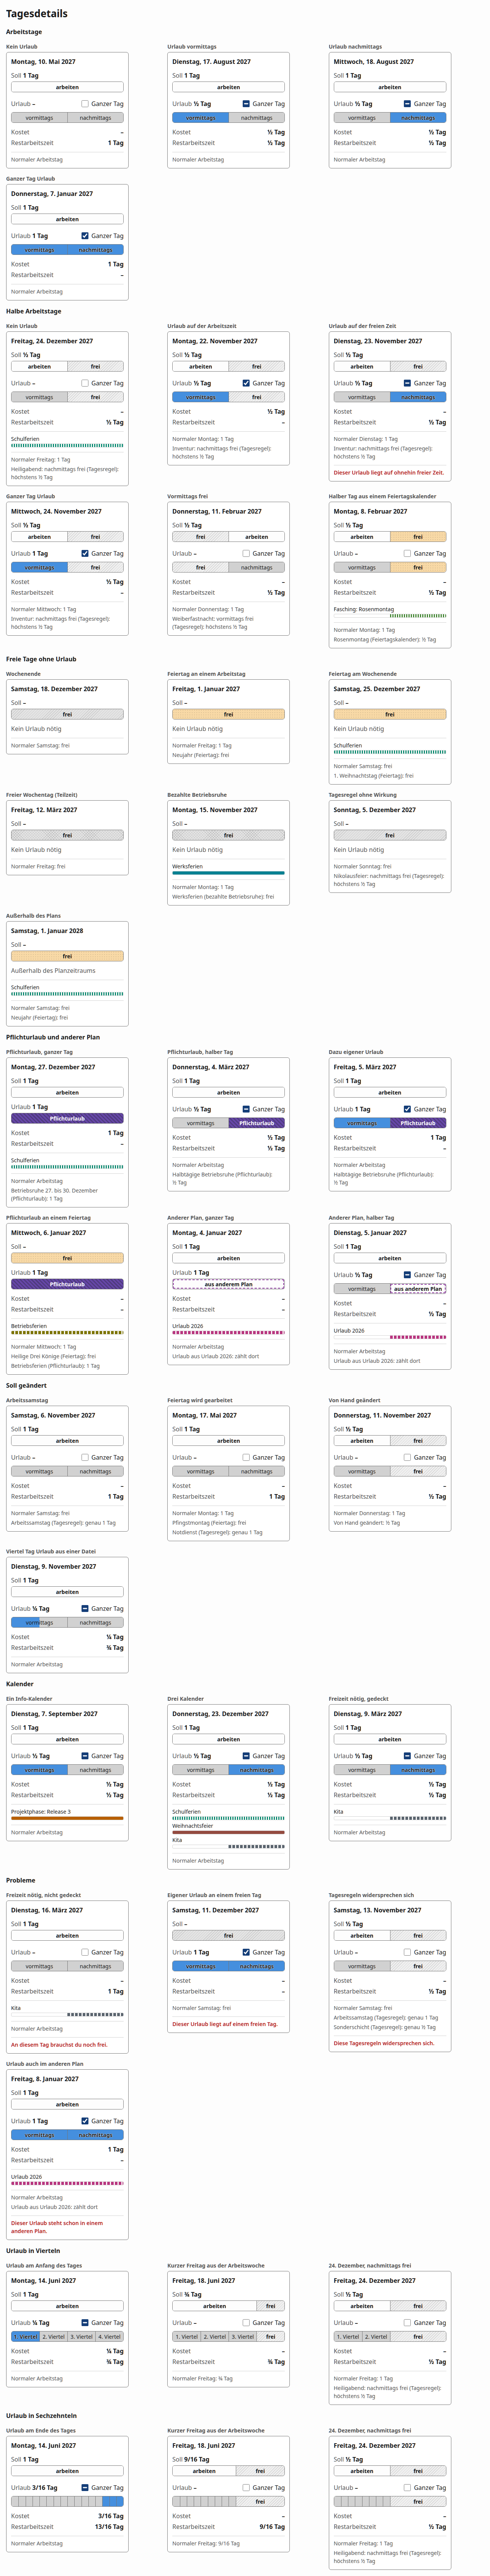 Tagesdetails
Arbeitstage
Kein Urlaub
Montag, 10. Mai 2027
Soll 1 Tag
arbeiten
Urlaub – Ganzer Tag
vormittags nachmittags
Kostet –
Restarbeitszeit 1 Tag
Normaler Arbeitstag
Urlaub vormittags
Dienstag, 17. August 2027
Soll 1 Tag
arbeiten
Urlaub ½ Tag Ganzer Tag
vormittags nachmittags
Kostet ½ Tag
Restarbeitszeit ½ Tag
Normaler Arbeitstag
Urlaub nachmittags
Mittwoch, 18. August 2027
Soll 1 Tag
arbeiten
Urlaub ½ Tag Ganzer Tag
vormittags nachmittags
Kostet ½ Tag
Restarbeitszeit ½ Tag
Normaler Arbeitstag
Ganzer Tag Urlaub
Donnerstag, 7. Januar 2027
Soll 1 Tag
arbeiten
Urlaub 1 Tag Ganzer Tag
vormittags nachmittags
Kostet 1 Tag
Restarbeitszeit –
Normaler Arbeitstag
Halbe Arbeitstage
Kein Urlaub
Freitag, 24. Dezember 2027
Soll ½ Tag
arbeiten frei
Urlaub – Ganzer Tag
vormittags frei
Kostet –
Restarbeitszeit ½ Tag
Schulferien
Normaler Freitag: 1 Tag
Heiligabend: nachmittags frei (Tagesregel):
höchstens ½ Tag
Urlaub auf der Arbeitszeit
Montag, 22. November 2027
Soll ½ Tag
arbeiten frei
Urlaub ½ Tag Ganzer Tag
vormittags frei
Kostet ½ Tag
Restarbeitszeit –
Normaler Montag: 1 Tag
Inventur: nachmittags frei (Tagesregel):
höchstens ½ Tag
Urlaub auf der freien Zeit
Dienstag, 23. November 2027
Soll ½ Tag
arbeiten frei
Urlaub ½ Tag Ganzer Tag
vormittags nachmittags
Kostet –
Restarbeitszeit ½ Tag
Normaler Dienstag: 1 Tag
Inventur: nachmittags frei (Tagesregel):
höchstens ½ Tag
Dieser Urlaub liegt auf ohnehin freier Zeit.
Ganzer Tag Urlaub
Mittwoch, 24. November 2027
Soll ½ Tag
arbeiten frei
Urlaub 1 Tag Ganzer Tag
vormittags frei
Kostet ½ Tag
Restarbeitszeit –
Normaler Mittwoch: 1 Tag
Inventur: nachmittags frei (Tagesregel):
höchstens ½ Tag
Vormittags frei
Donnerstag, 11. Februar 2027
Soll ½ Tag
frei arbeiten
Urlaub – Ganzer Tag
frei nachmittags
Kostet –
Restarbeitszeit ½ Tag
Normaler Donnerstag: 1 Tag
Weiberfastnacht: vormittags frei
(Tagesregel): höchstens ½ Tag
Halber Tag aus einem Feiertagskalender
Montag, 8. Februar 2027
Soll ½ Tag
arbeiten frei
Urlaub – Ganzer Tag
vormittags frei
Kostet –
Restarbeitszeit ½ Tag
Fasching: Rosenmontag
Normaler Montag: 1 Tag
Rosenmontag (Feiertagskalender): ½ Tag
Freie Tage ohne Urlaub
Wochenende
Samstag, 18. Dezember 2027
Soll –
frei
Kein Urlaub nötig
Normaler Samstag: frei
Feiertag an einem Arbeitstag
Freitag, 1. Januar 2027
Soll –
frei
Kein Urlaub nötig
Normaler Freitag: 1 Tag
Neujahr (Feiertag): frei
Feiertag am Wochenende
Samstag, 25. Dezember 2027
Soll –
frei
Kein Urlaub nötig
Schulferien
Normaler Samstag: frei
1. Weihnachtstag (Feiertag): frei
Freier Wochentag (Teilzeit)
Freitag, 12. März 2027
Soll –
frei
Kein Urlaub nötig
Normaler Freitag: frei
Bezahlte Betriebsruhe
Montag, 15. November 2027
Soll –
frei
Kein Urlaub nötig
Werksferien
Normaler Montag: 1 Tag
Werksferien (bezahlte Betriebsruhe): frei
Tagesregel ohne Wirkung
Sonntag, 5. Dezember 2027
Soll –
frei
Kein Urlaub nötig
Normaler Sonntag: frei
Nikolausfeier: nachmittags frei (Tagesregel):
höchstens ½ Tag
Außerhalb des Plans
Samstag, 1. Januar 2028
Soll –
frei
Außerhalb des Planzeitraums
Schulferien
Normaler Samstag: frei
Neujahr (Feiertag): frei
Pflichturlaub und anderer Plan
Pflichturlaub, ganzer Tag
Montag, 27. Dezember 2027
Soll 1 Tag
arbeiten
Urlaub 1 Tag
Pflichturlaub
Kostet 1 Tag
Restarbeitszeit –
Schulferien
Normaler Arbeitstag
Betriebsruhe 27. bis 30. Dezember
(Pflichturlaub): 1 Tag
Pflichturlaub, halber Tag
Donnerstag, 4. März 2027
Soll 1 Tag
arbeiten
Urlaub ½ Tag Ganzer Tag
vormittags Pflichturlaub
Kostet ½ Tag
Restarbeitszeit ½ Tag
Normaler Arbeitstag
Halbtägige Betriebsruhe (Pflichturlaub):
½ Tag
Dazu eigener Urlaub
Freitag, 5. März 2027
Soll 1 Tag
arbeiten
Urlaub 1 Tag Ganzer Tag
vormittags Pflichturlaub
Kostet 1 Tag
Restarbeitszeit –
Normaler Arbeitstag
Halbtägige Betriebsruhe (Pflichturlaub):
½ Tag
Pflichturlaub an einem Feiertag
Mittwoch, 6. Januar 2027
Soll –
frei
Urlaub 1 Tag
Pflichturlaub
Kostet –
Restarbeitszeit –
Betriebsferien
Normaler Mittwoch: 1 Tag
Heilige Drei Könige (Feiertag): frei
Betriebsferien (Pflichturlaub): 1 Tag
Anderer Plan, ganzer Tag
Montag, 4. Januar 2027
Soll 1 Tag
arbeiten
Urlaub 1 Tag
aus anderem Plan
Kostet –
Restarbeitszeit –
Urlaub 2026
Normaler Arbeitstag
Urlaub aus Urlaub 2026: zählt dort
Anderer Plan, halber Tag
Dienstag, 5. Januar 2027
Soll 1 Tag
arbeiten
Urlaub ½ Tag Ganzer Tag
vormittags aus anderem Plan
Kostet –
Restarbeitszeit ½ Tag
Urlaub 2026
Normaler Arbeitstag
Urlaub aus Urlaub 2026: zählt dort
Soll geändert
Arbeitssamstag
Samstag, 6. November 2027
Soll 1 Tag
arbeiten
Urlaub – Ganzer Tag
vormittags nachmittags
Kostet –
Restarbeitszeit 1 Tag
Normaler Samstag: frei
Arbeitssamstag (Tagesregel): genau 1 Tag
Feiertag wird gearbeitet
Montag, 17. Mai 2027
Soll 1 Tag
arbeiten
Urlaub – Ganzer Tag
vormittags nachmittags
Kostet –
Restarbeitszeit 1 Tag
Normaler Montag: 1 Tag
Pfingstmontag (Feiertag): frei
Notdienst (Tagesregel): genau 1 Tag
Von Hand geändert
Donnerstag, 11. November 2027
Soll ½ Tag
arbeiten frei
Urlaub – Ganzer Tag
vormittags frei
Kostet –
Restarbeitszeit ½ Tag
Normaler Donnerstag: 1 Tag
Von Hand geändert: ½ Tag
Viertel Tag Urlaub aus einer Datei
Dienstag, 9. November 2027
Soll 1 Tag
arbeiten
Urlaub ¼ Tag Ganzer Tag
vormittags nachmittags
Kostet ¼ Tag
Restarbeitszeit ¾ Tag
Normaler Arbeitstag
Kalender
Ein Info-Kalender
Dienstag, 7. September 2027
Soll 1 Tag
arbeiten
Urlaub ½ Tag Ganzer Tag
vormittags nachmittags
Kostet ½ Tag
Restarbeitszeit ½ Tag
Projektphase: Release 3
Normaler Arbeitstag
Drei Kalender
Donnerstag, 23. Dezember 2027
Soll 1 Tag
arbeiten
Urlaub ½ Tag Ganzer Tag
vormittags nachmittags
Kostet ½ Tag
Restarbeitszeit ½ Tag
Schulferien
Weihnachtsfeier
Kita
Normaler Arbeitstag
Freizeit nötig, gedeckt
Dienstag, 9. März 2027
Soll 1 Tag
arbeiten
Urlaub ½ Tag Ganzer Tag
vormittags nachmittags
Kostet ½ Tag
Restarbeitszeit ½ Tag
Kita
Normaler Arbeitstag
Probleme
Freizeit nötig, nicht gedeckt
Dienstag, 16. März 2027
Soll 1 Tag
arbeiten
Urlaub – Ganzer Tag
vormittags nachmittags
Kostet –
Restarbeitszeit 1 Tag
Kita
Normaler Arbeitstag
An diesem Tag brauchst du noch frei.
Eigener Urlaub an einem freien Tag
Samstag, 11. Dezember 2027
Soll –
frei
Urlaub 1 Tag Ganzer Tag
vormittags nachmittags
Kostet –
Restarbeitszeit –
Normaler Samstag: frei
Dieser Urlaub liegt auf einem freien Tag.
Tagesregeln widersprechen sich
Samstag, 13. November 2027
Soll ½ Tag
arbeiten frei
Urlaub – Ganzer Tag
vormittags frei
Kostet –
Restarbeitszeit ½ Tag
Normaler Samstag: frei
Arbeitssamstag (Tagesregel): genau 1 Tag
Sonderschicht (Tagesregel): genau ½ Tag
Diese Tagesregeln widersprechen sich.
Urlaub auch im anderen Plan
Freitag, 8. Januar 2027
Soll 1 Tag
arbeiten
Urlaub 1 Tag Ganzer Tag
vormittags nachmittags
Kostet 1 Tag
Restarbeitszeit –
Urlaub 2026
Normaler Arbeitstag
Urlaub aus Urlaub 2026: zählt dort
Dieser Urlaub steht schon in einem
anderen Plan.
Urlaub in Vierteln
Urlaub am Anfang des Tages
Montag, 14. Juni 2027
Soll 1 Tag
arbeiten
Urlaub ¼ Tag Ganzer Tag
1. Viertel 2. Viertel 3. Viertel 4. Viertel
Kostet ¼ Tag
Restarbeitszeit ¾ Tag
Normaler Arbeitstag
Kurzer Freitag aus der Arbeitswoche
Freitag, 18. Juni 2027
Soll ¾ Tag
arbeiten frei
Urlaub – Ganzer Tag
1. Viertel 2. Viertel 3. Viertel frei
Kostet –
Restarbeitszeit ¾ Tag
Normaler Freitag: ¾ Tag
24. Dezember, nachmittags frei
Freitag, 24. Dezember 2027
Soll ½ Tag
arbeiten frei
Urlaub – Ganzer Tag
1. Viertel 2. Viertel frei
Kostet –
Restarbeitszeit ½ Tag
Normaler Freitag: 1 Tag
Heiligabend: nachmittags frei (Tagesregel):
höchstens ½ Tag
Urlaub in Sechzehnteln
Urlaub am Ende des Tages
Montag, 14. Juni 2027
Soll 1 Tag
arbeiten
Urlaub 3/16 Tag Ganzer Tag
Kostet 3/16 Tag
Restarbeitszeit 13/16 Tag
Normaler Arbeitstag
Kurzer Freitag aus der Arbeitswoche
Freitag, 18. Juni 2027
Soll 9/16 Tag
arbeiten frei
Urlaub – Ganzer Tag
frei
Kostet –
Restarbeitszeit 9/16 Tag
Normaler Freitag: 9/16 Tag
24. Dezember, nachmittags frei
Freitag, 24. Dezember 2027
Soll ½ Tag
arbeiten frei
Urlaub – Ganzer Tag
frei
Kostet –
Restarbeitszeit ½ Tag
Normaler Freitag: 1 Tag
Heiligabend: nachmittags frei (Tagesregel):
höchstens ½ Tag